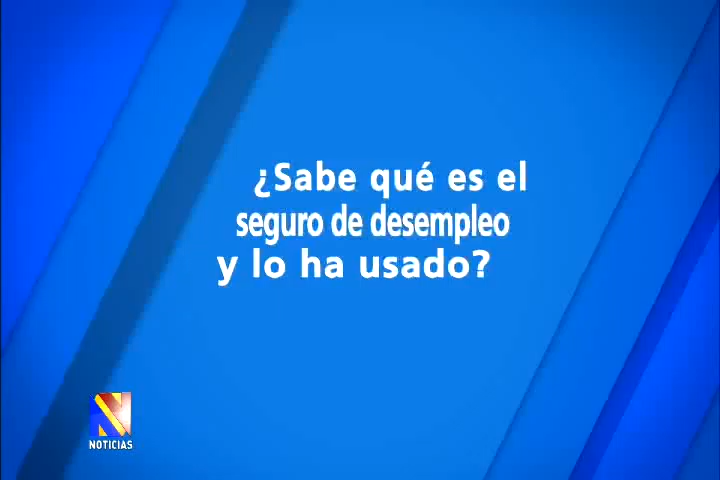 ¿Sabe qué es el
seguro de desempleo
y lo ha usado?
N
NOTICIAS